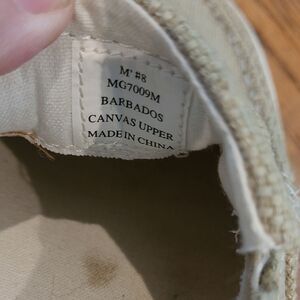 M' #8
MG7009M
BARBADOS
CANVAS UPPER
MADE IN CHINA